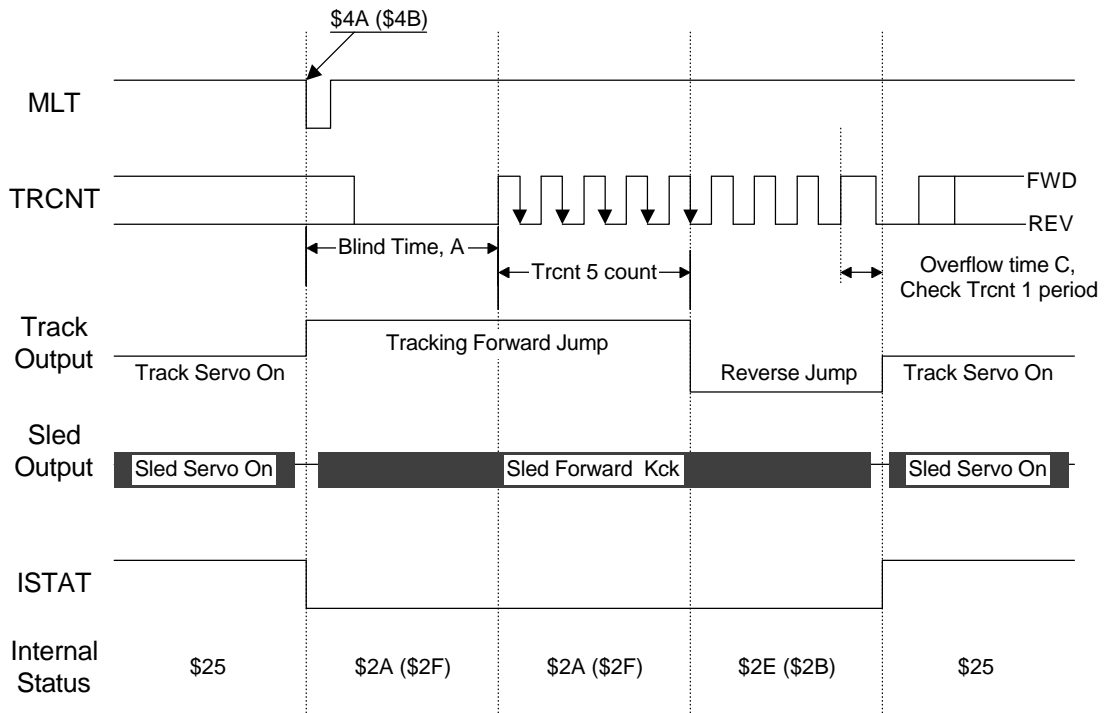 $4A ($4B)
MLT
TRCNT
FWD
REV
Blind Time, A
Trcnt 5 count
Overflow time C,
Check Trcnt 1 period
Track
Output
Track Servo On
Tracking Forward Jump
Reverse Jump
Track Servo On
Sled
Output
Sled Servo On
Sled Forward Kck
Sled Servo On
ISTAT
Internal
Status
$25
$2A ($2F)
$2A ($2F)
$2E ($2B)
$25